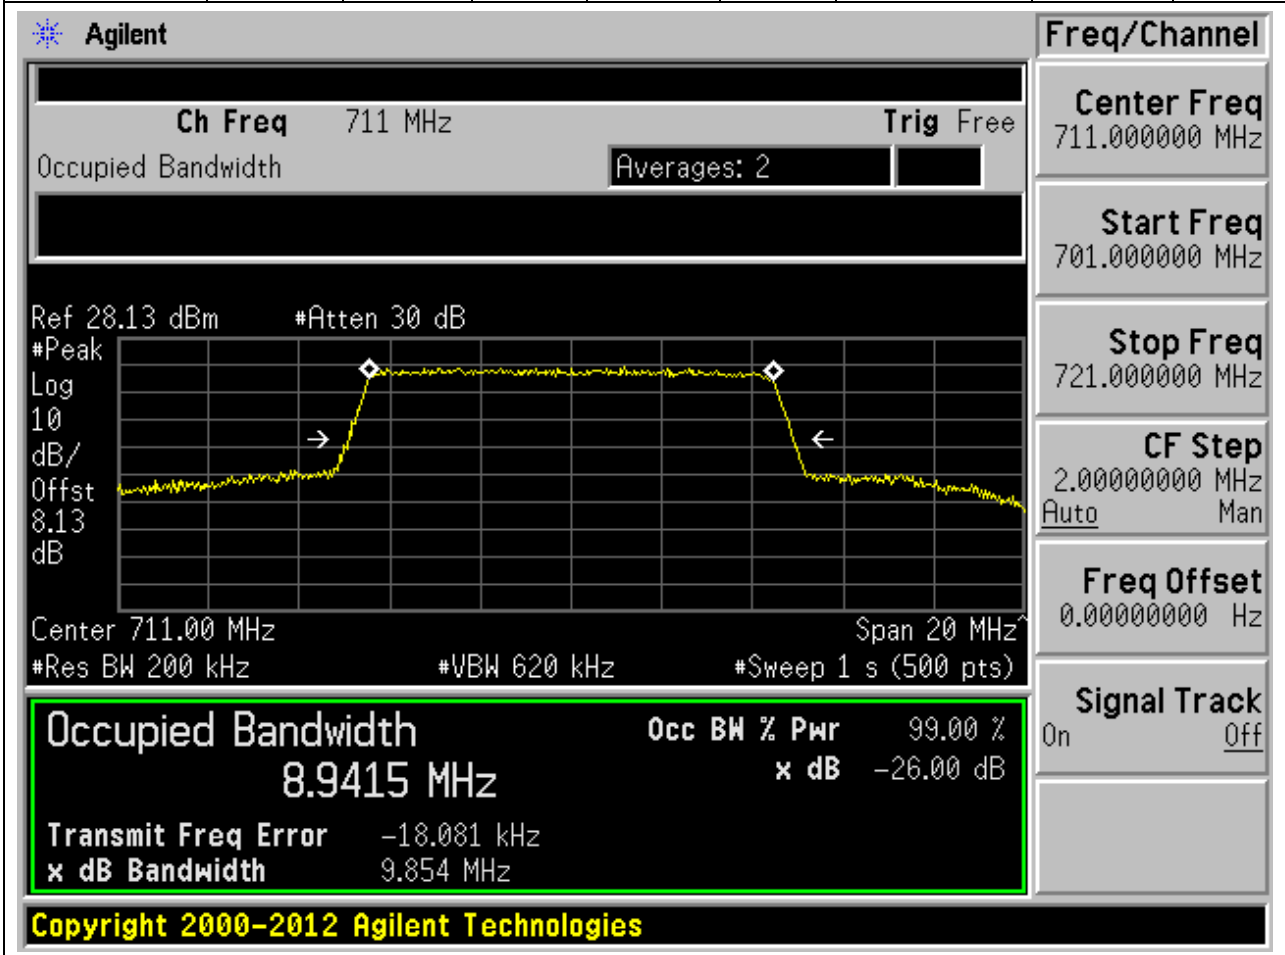 Agilent
Freq/Channel
Ch Freq 711 MHz Trig Free
Occupied Bandwidth Averages: 2
Ref 28.13 dBm #Atten 30 dB
#Peak
Log
10
dB/
Offst
8.13
dB
Center 711.00 MHz Span 20 MHz^
#Res BW 200 kHz #VBW 620 kHz #Sweep 1 s (500 pts)
Occupied Bandwidth
8.9415 MHz
Occ BW % Pwr 99.00 %
x dB -26.00 dB
Transmit Freq Error -18.081 kHz
x dB Bandwidth 9.854 MHz
Copyright 2000-2012 Agilent Technologies
Center Freq
711.000000 MHz
Start Freq
701.000000 MHz
Stop Freq
721.000000 MHz
CF Step
2.00000000 MHz
Auto Man
Freq Offset
0.00000000 Hz
Signal Track
On Off